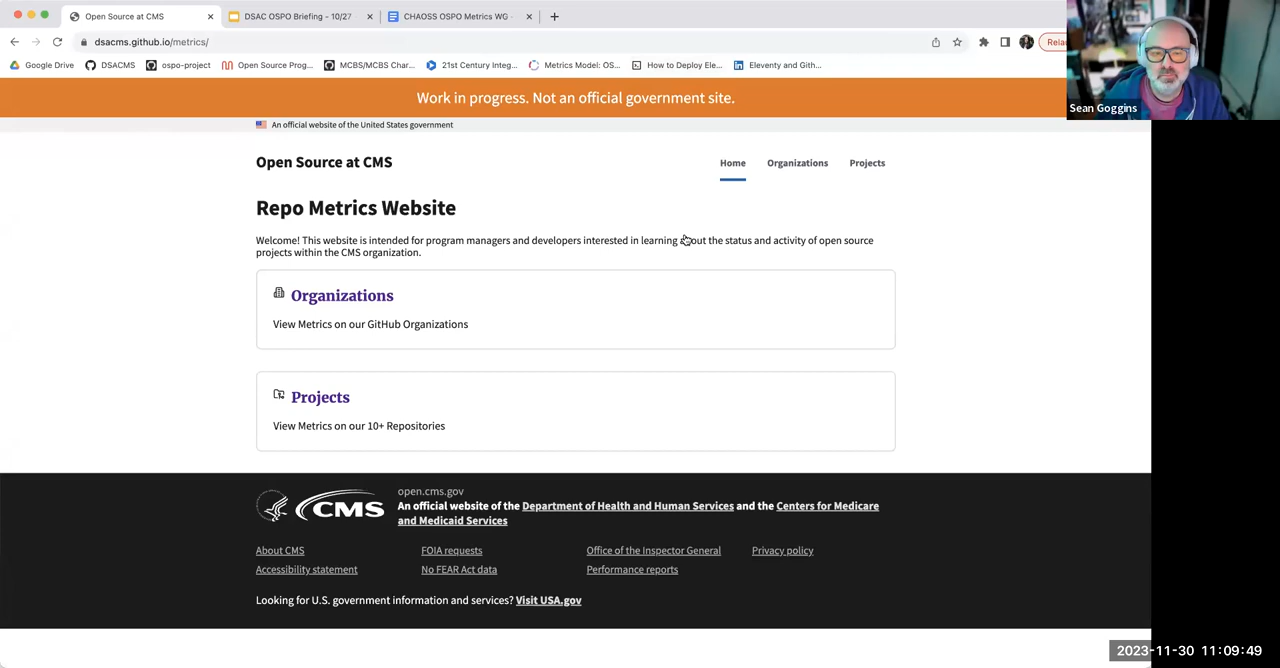 Open Source at CMS
DSAC OSPO Briefing - 10/27
CHAOSS OSPO Metrics WG -
dsacms.github.io/metrics/
Rela
Google Drive
DSACMS
ospo-project
Open Source Prog...
MCBS/MCBS Char...
21st Century Integ...
Metrics Model: OS...
How to Deploy Ele...
Eleventy and Gith...
Sean Goggins
Work in progress. Not an official government site.
An official website of the United States government
Open Source at CMS
Home Organizations Projects
Repo Metrics Website
Welcome! This website is intended for program managers and developers interested in learning about the status and activity of open source
projects within the CMS organization.
Organizations
View Metrics on our GitHub Organizations
Projects
View Metrics on our 10+ Repositories
CMS
open.cms.gov
An official website of the Department of Health and Human Services and the Centers for Medicare
and Medicaid Services
About CMS FOIA requests Office of the Inspector General Privacy policy
Accessibility statement No FEAR Act data Performance reports
Looking for U.S. government information and services? Visit USA.gov
2023-11-30 11:09:49